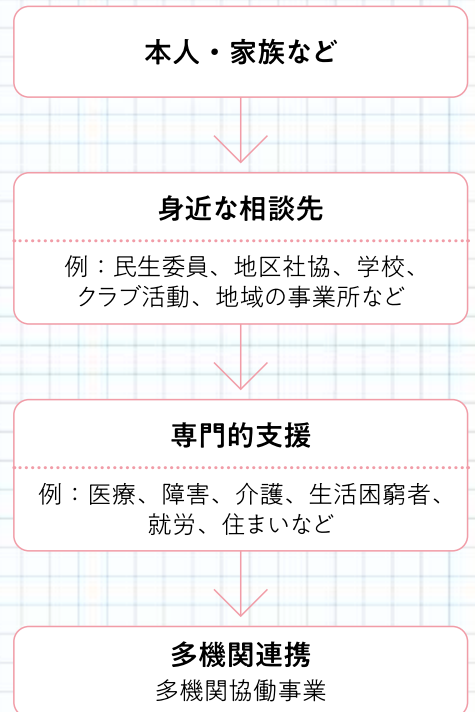 本人・家族など
身近な相談先
例：民生委員、地区社協、学校、
クラブ活動、地域の事業所など
専門的支援
例：医療、障害、介護、生活困窮者、
就労、住まいなど
多機関連携
多機関協働事業